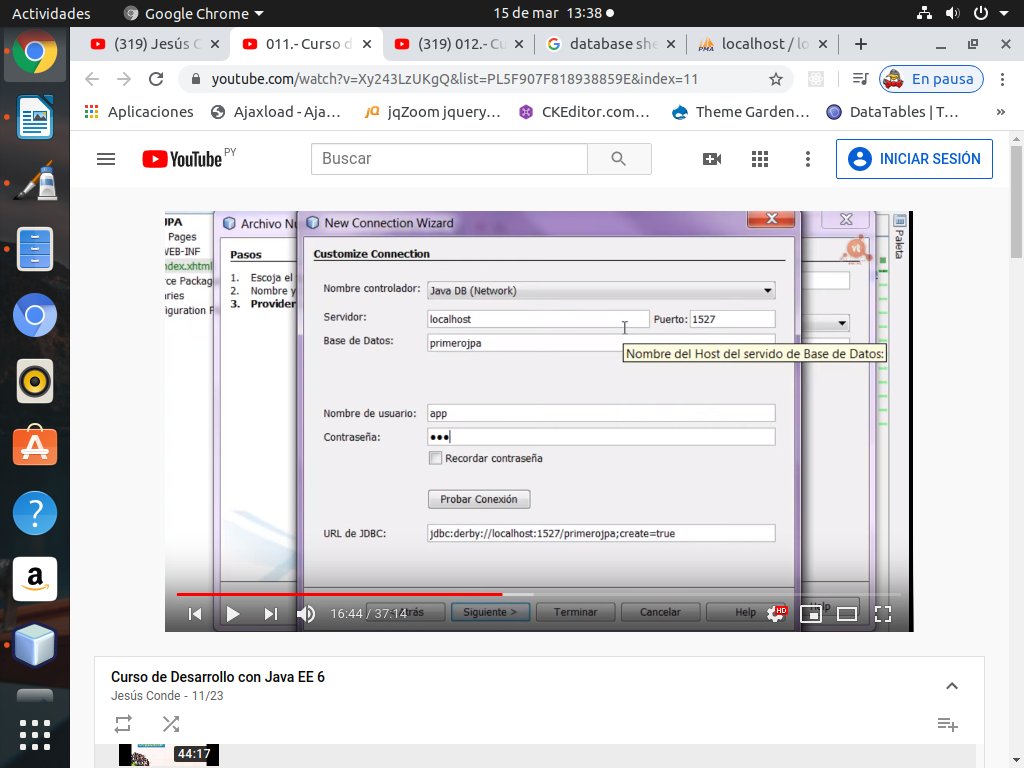 Actividades Google Chrome 15 de mar 13:38
(319) Jesús C 011.- Curso d (319) 012.- Cu database she localhost / lo
youtube.com/watch?v=Xy243LzUKgQ&list=PL5F907F818938859E&index=11 En pausa
Aplicaciones Ajaxload - Aja... jqZoom jquery... CKEditor.com... Theme Garden... DataTables | T... »
YouTube PY Buscar INICIAR SESIÓN
JPA Archivo Nu New Connection Wizard
Pages
WEB-INF Pasos Customize Connection
index.xhtml
1. Escoja el
2. Nombre y
3. Provider
Paleta
Nombre controlador: Java DB (Network)
Servidor: localhost Puerto: 1527
Base de Datos: primerojpa
Nombre del Host del servido de Base de Datos:
Nombre de usuario: app
Contraseña: •••
Recordar contraseña
Probar Conexión
URL de JDBC: jdbc:derby://localhost:1527/primerojpa;create=true
16:44 / 37:14 Siguiente > Terminar Cancelar Help HD
Curso de Desarrollo con Java EE 6
Jesús Conde - 11/23
44:17